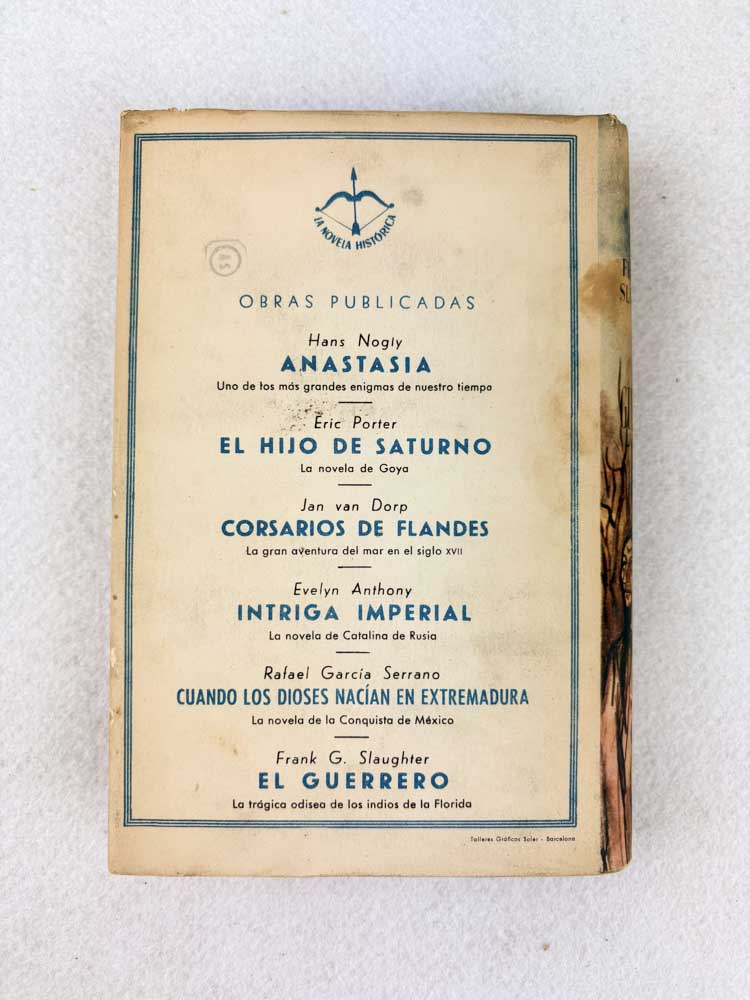 LA NOVELA HISTÓRICA
OBRAS PUBLICADAS
Hans Nogly
ANASTASIA
Uno de los más grandes enigmas de nuestro tiempo
Eric Porter
EL HIJO DE SATURNO
La novela de Goya
Jan van Dorp
CORSARIOS DE FLANDES
La gran aventura del mar en el siglo XVII
Evelyn Anthony
INTRIGA IMPERIAL
La novela de Catalina de Rusia
Rafael García Serrano
CUANDO LOS DIOSES NACÍAN EN EXTREMADURA
La novela de la Conquista de México
Frank G. Slaughter
EL GUERRERO
La trágica odisea de los indios de la Florida
Talleres Gráficos Soler - Barcelona